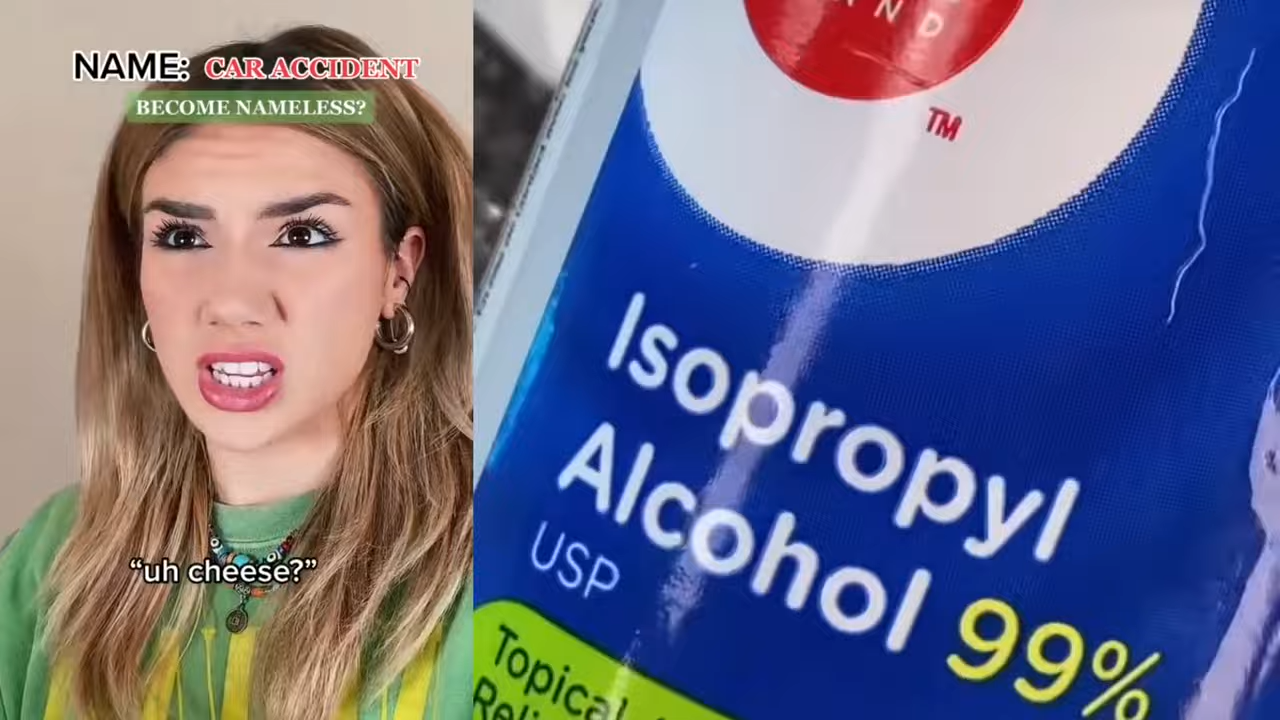 NAME: CAR ACCIDENT
BECOME NAMELESS?
“uh cheese?”
TM
Isopropyl
Alcohol 99%
USP
Topical